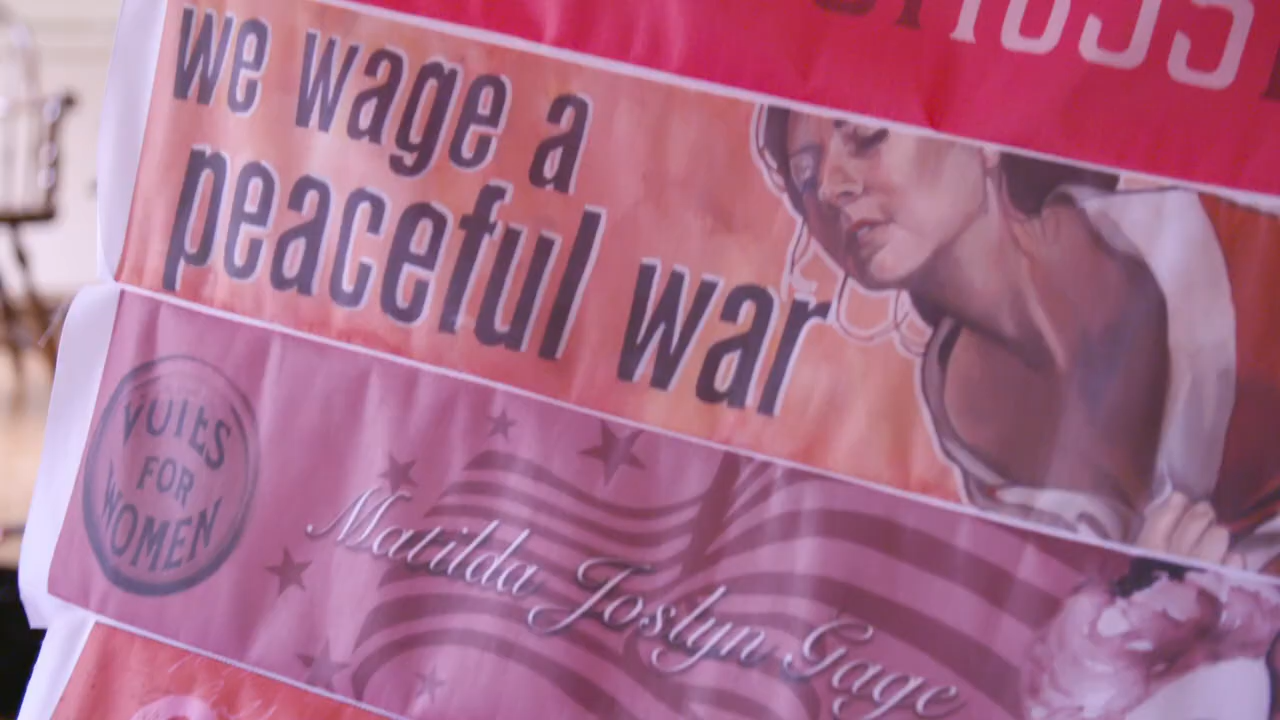 we wage a
peaceful war
VOTES
FOR
WOMEN
Matilda Joslyn Gage